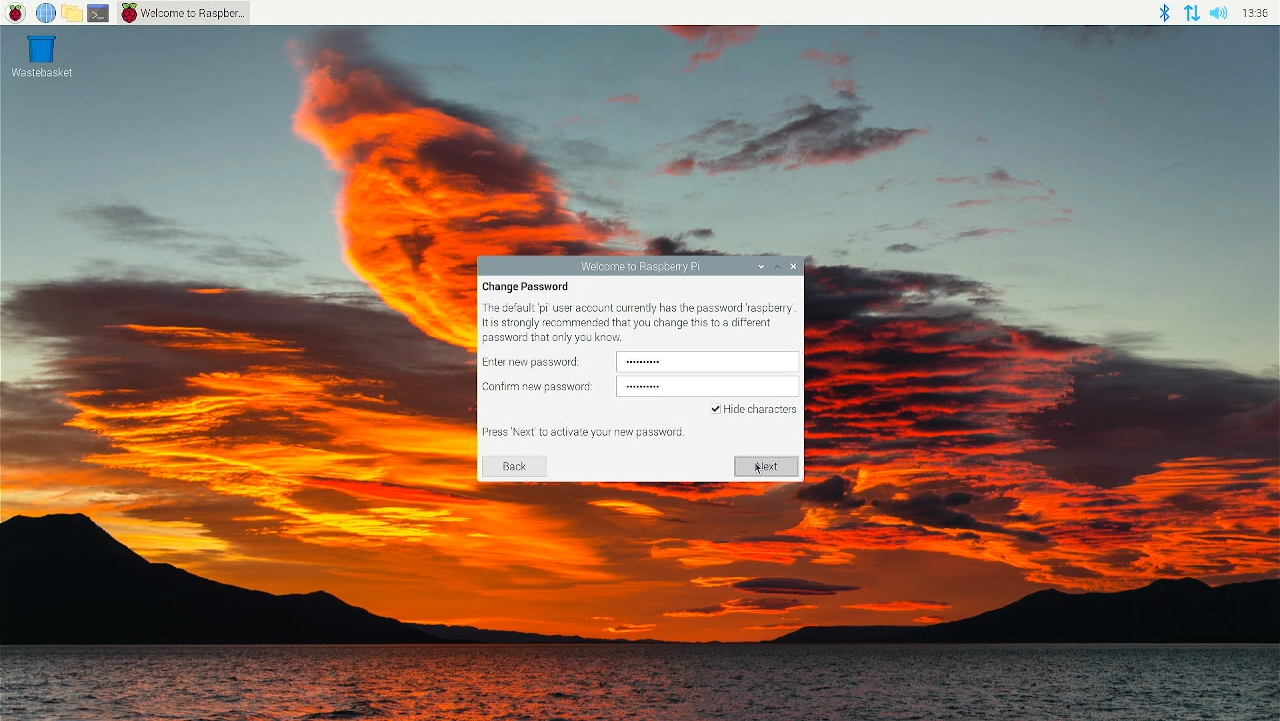 Welcome to Raspber...
13:36
Wastebasket
Welcome to Raspberry Pi
Change Password
The default 'pi' user account currently has the password 'raspberry'.
It is strongly recommended that you change this to a different
password that only you know.
Enter new password:
••••••••••
Confirm new password:
••••••••••
Hide characters
Press 'Next' to activate your new password.
Back
Next